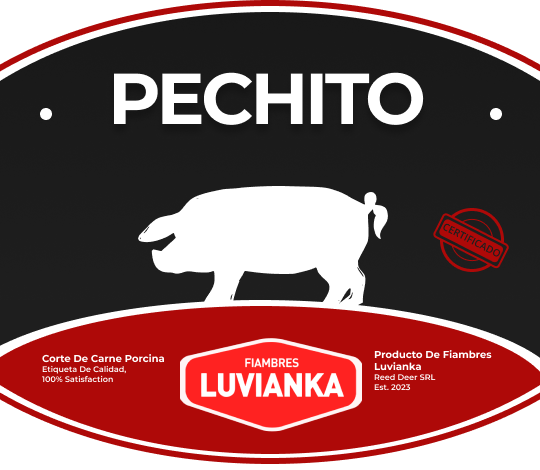 PECHITO
CERTIFICADO
Corte De Carne Porcina
Etiqueta De Calidad,
100% Satisfaction
FIAMBRES
LUVIANKA
Producto De Fiambres
Luvianka
Reed Deer SRL
Est. 2023